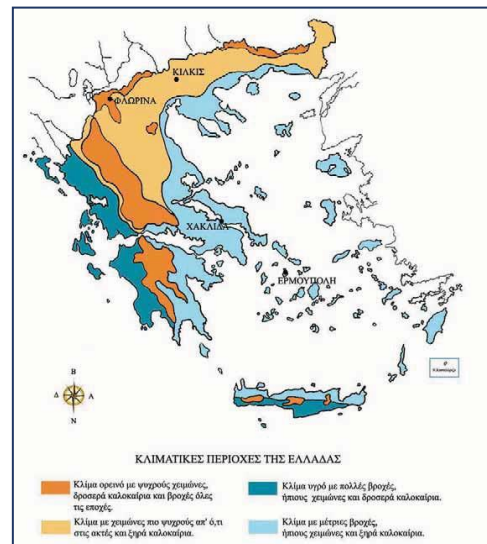 ΚΙΛΚΙΣ
ΦΛΩΡΙΝΑ
ΧΑΚΛΙΔΑ
ΕΡΜΟΥΠΟΛΗ
Β
Δ Α
Ν
ΚΛΙΜΑΤΙΚΕΣ ΠΕΡΙΟΧΕΣ ΤΗΣ ΕΛΛΑΔΑΣ
Κλίμα ορεινό με ψυχρούς χειμώνες,
δροσερά καλοκαίρια και βροχές όλες
τις εποχές.
Κλίμα με χειμώνες πιο ψυχρούς απ' ό,τι
στις ακτές και ξηρά καλοκαίρια.
Κλίμα υγρό με πολλές βροχές,
ήπιους χειμώνες και δροσερά καλοκαίρια.
Κλίμα με μέτριες βροχές,
ήπιους χειμώνες και ξηρά καλοκαίρια.